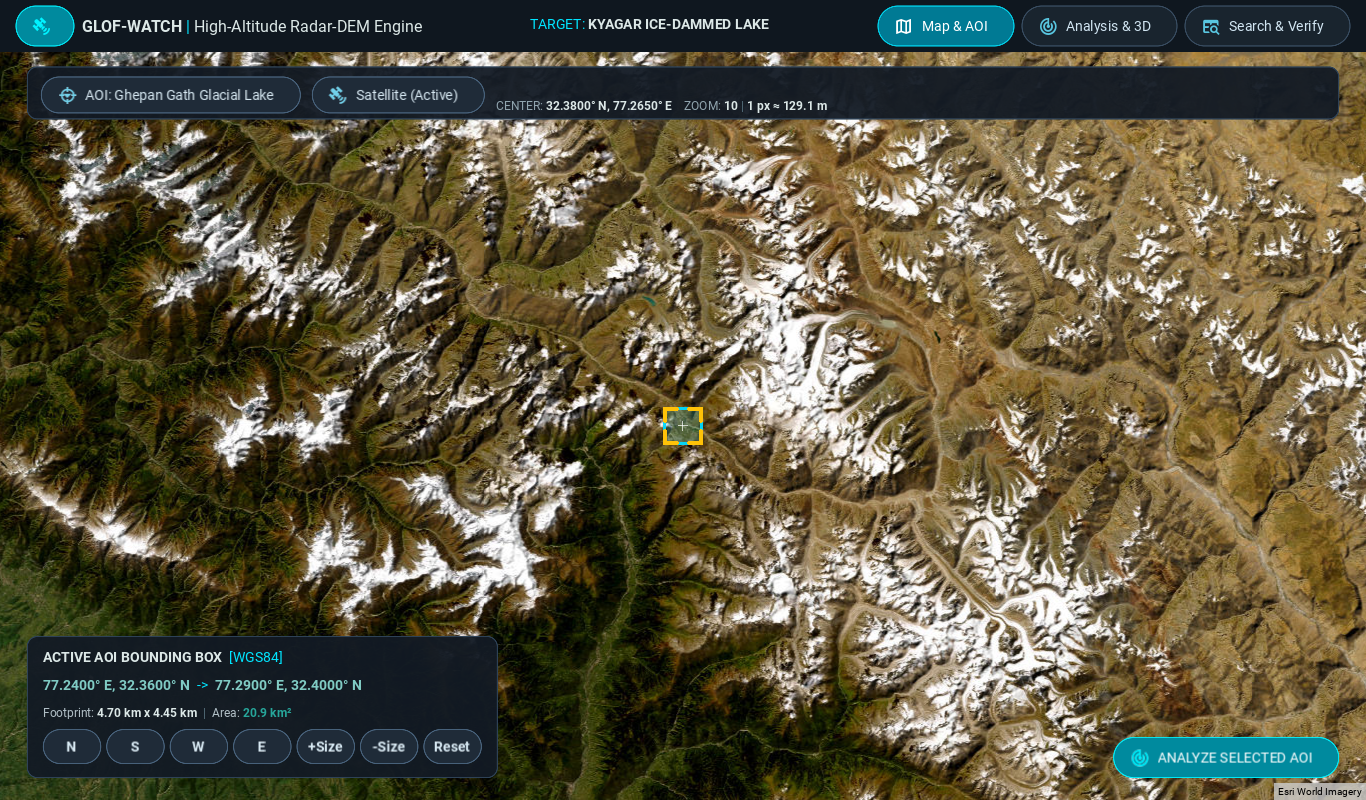 GLOF-WATCH | High-Altitude Radar-DEM Engine
TARGET: KYAGAR ICE-DAMMED LAKE
Map & AOI
Analysis & 3D
Search & Verify
AOI: Ghepan Gath Glacial Lake
Satellite (Active)
CENTER: 32.3800° N, 77.2650° E ZOOM: 10 | 1 px ≈ 129.1 m
ACTIVE AOI BOUNDING BOX [WGS84]
77.2400° E, 32.3600° N -> 77.2900° E, 32.4000° N
Footprint: 4.70 km x 4.45 km | Area: 20.9 km²
N S W E +Size -Size Reset
ANALYZE SELECTED AOI
Esri World Imagery